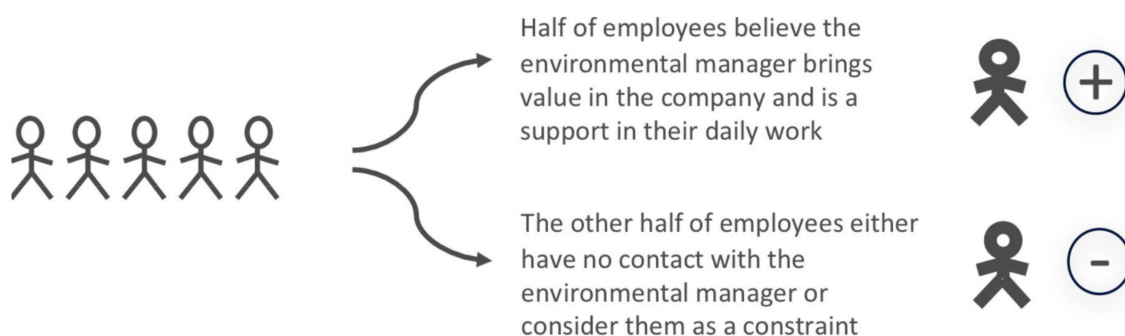 Half of employees believe the
environmental manager brings
value in the company and is a
support in their daily work
+
The other half of employees either
have no contact with the
environmental manager or
consider them as a constraint
-